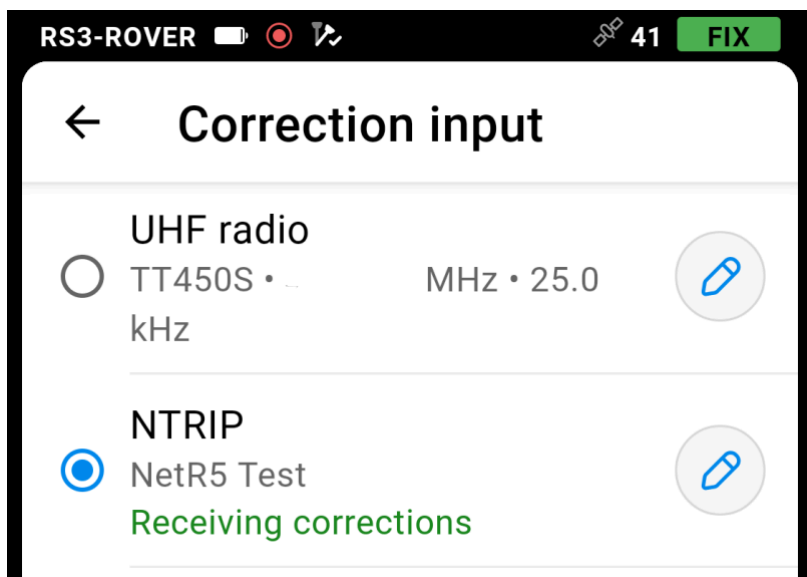 RS3-ROVER 41 FIX
Correction input
UHF radio
TT450S • MHz • 25.0
kHz
NTRIP
NetR5 Test
Receiving corrections